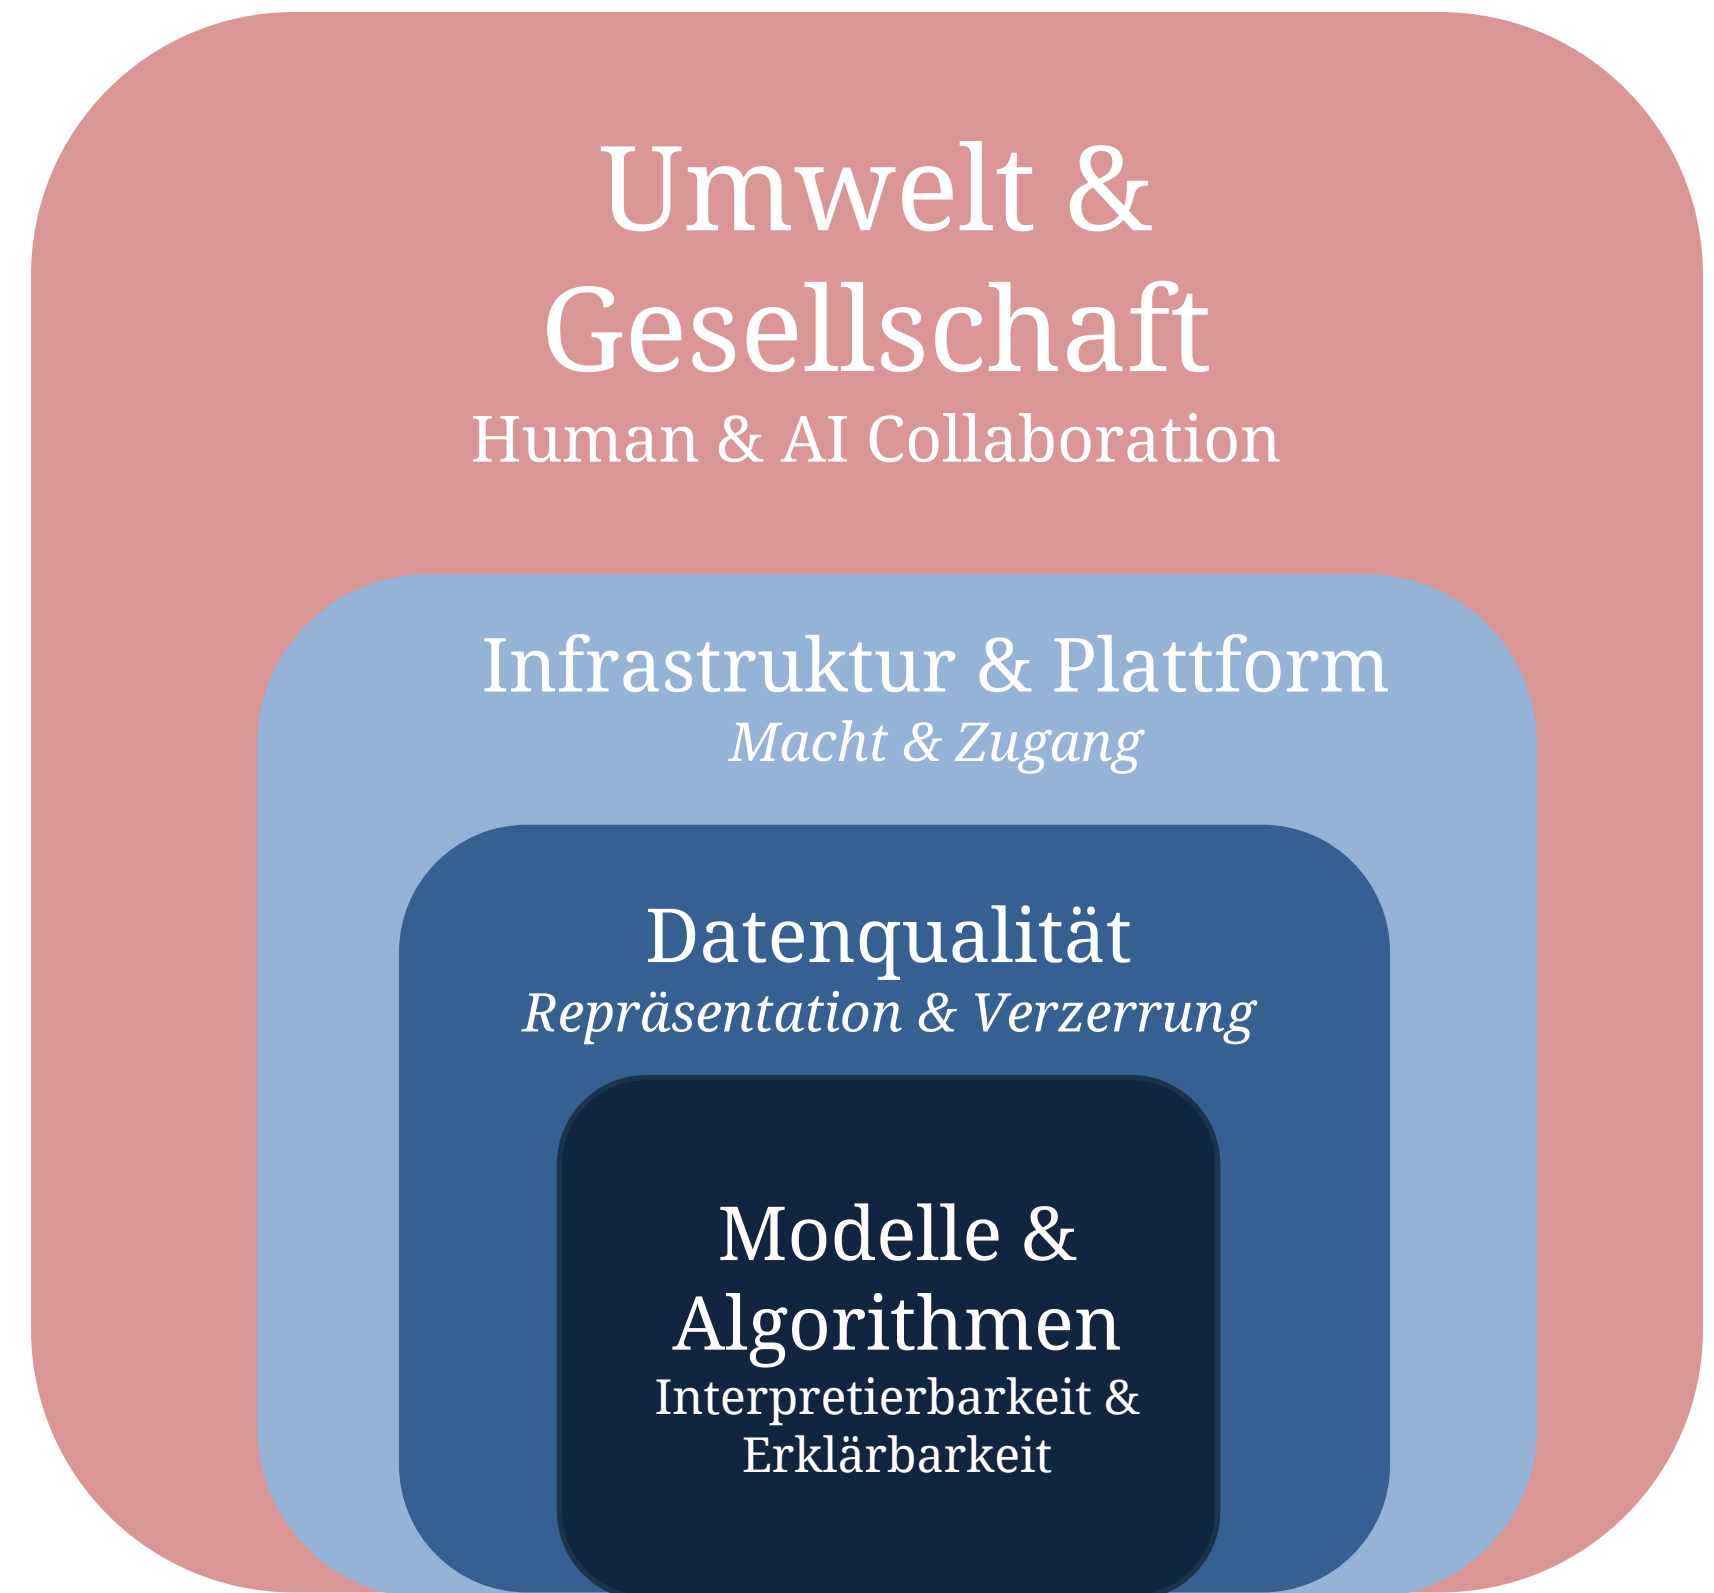 Umwelt &
Gesellschaft
Human & AI Collaboration
Infrastruktur & Plattform
Macht & Zugang
Datenqualität
Repräsentation & Verzerrung
Modelle &
Algorithmen
Interpretierbarkeit &
Erklärbarkeit